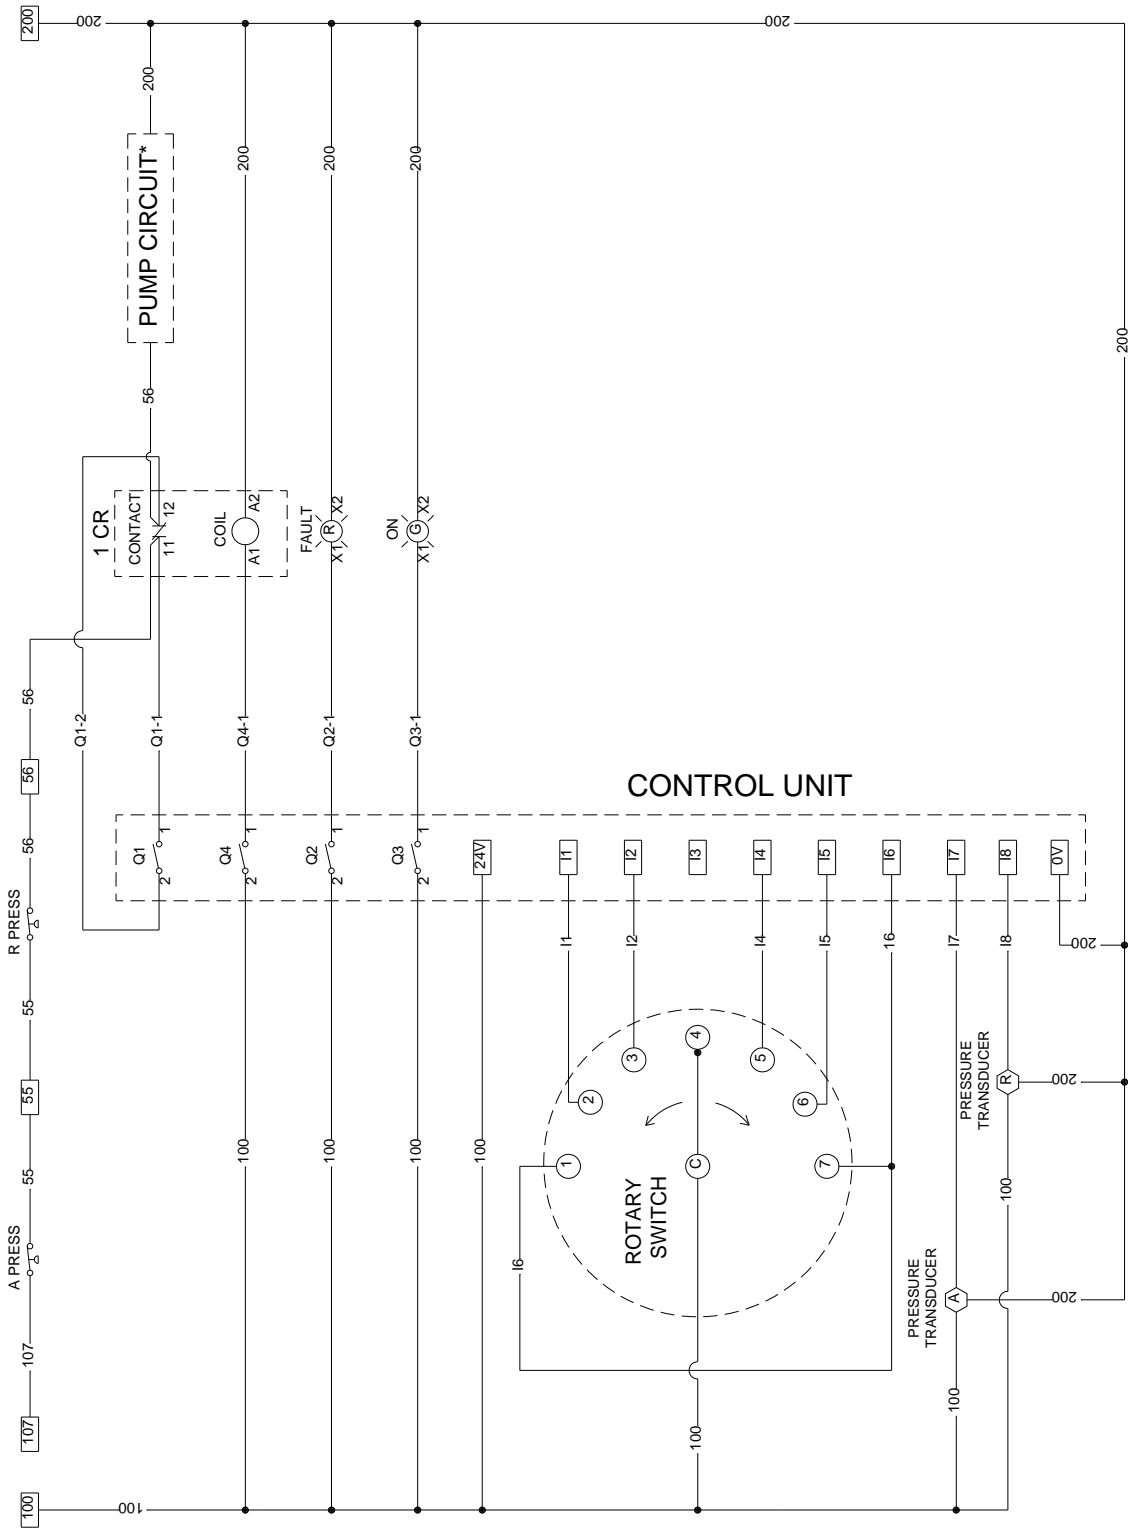 100
100
107
107
A PRESS
55
55
55
R PRESS
56
56
56
200
200
Q1-2
Q1
2
1
Q1-1
1 CR
CONTACT
11
12
56
PUMP CIRCUIT*
200
100
Q4
2
1
Q4-1
COIL
A1
A2
200
100
Q2
2
1
Q2-1
FAULT
X1
R
X2
200
100
Q3
2
1
Q3-1
ON
X1
G
X2
200
100
24V
CONTROL UNIT
I6
1
2
I1
I1
3
I2
I2
ROTARY
SWITCH
100
C
4
I3
5
I4
I4
6
I5
I5
7
16
I6
PRESSURE
TRANSDUCER
100
A
I7
I7
200
PRESSURE
TRANSDUCER
100
R
I8
I8
200
0V
200
200
200